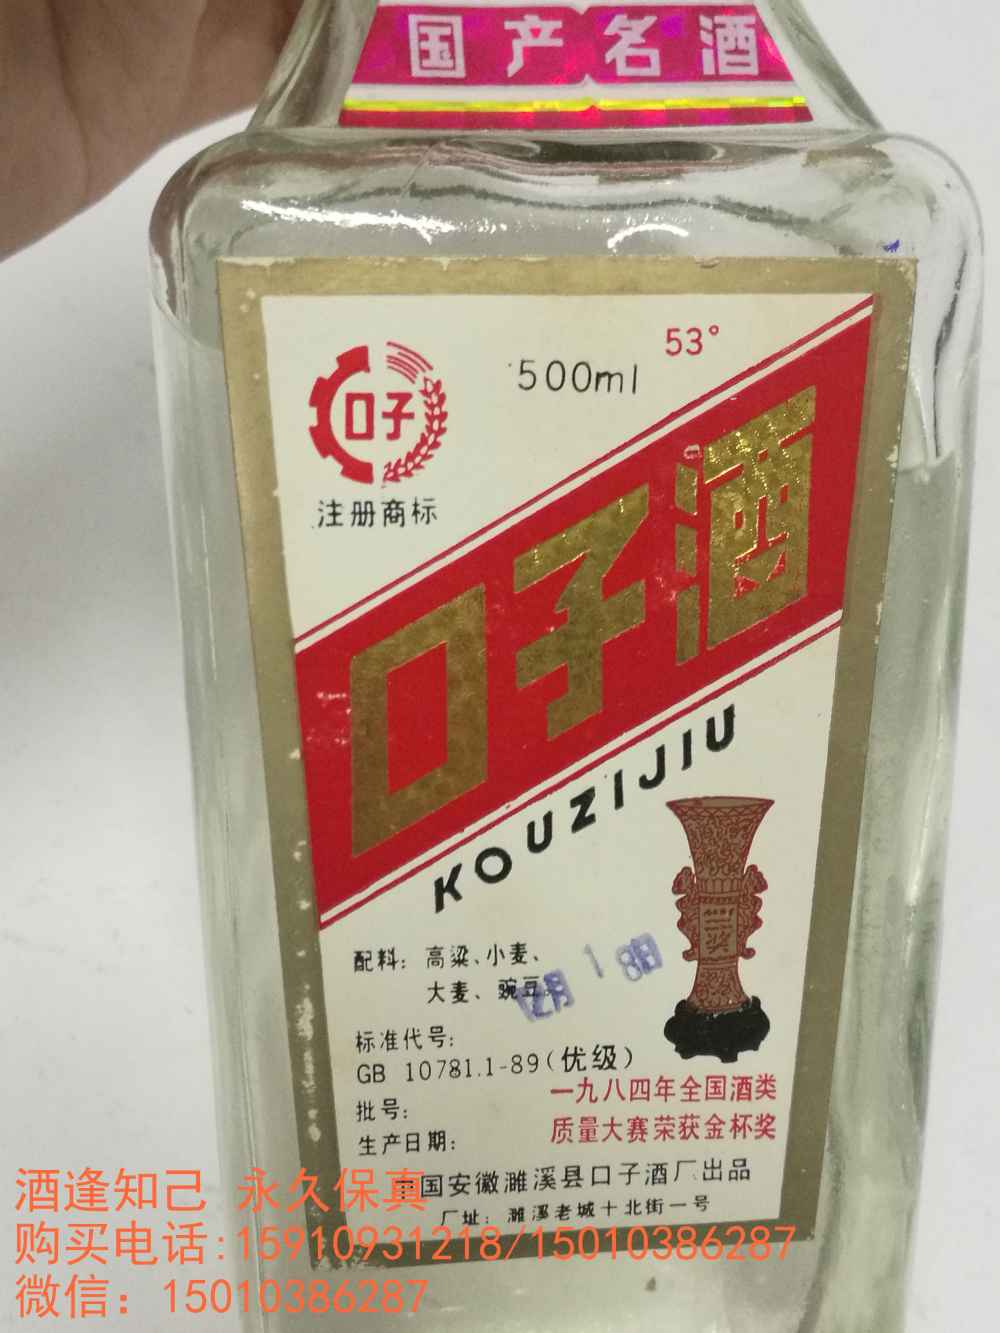 国产名酒
53°
500ml
口子
注册商标
口子酒
KOUZIJIU
配料：高粱、小麦、
大麦、豌豆。
月18日
标准代号：
GB 10781.1-89（优级）
一九八四年全国酒类
批号：
质量大赛荣获金杯奖
生产日期：
中国安徽濉溪县口子酒厂出品
厂址：濉溪老城十北街一号
酒逢知己 永久保真
购买电话:15910931218/15010386287
微信：15010386287